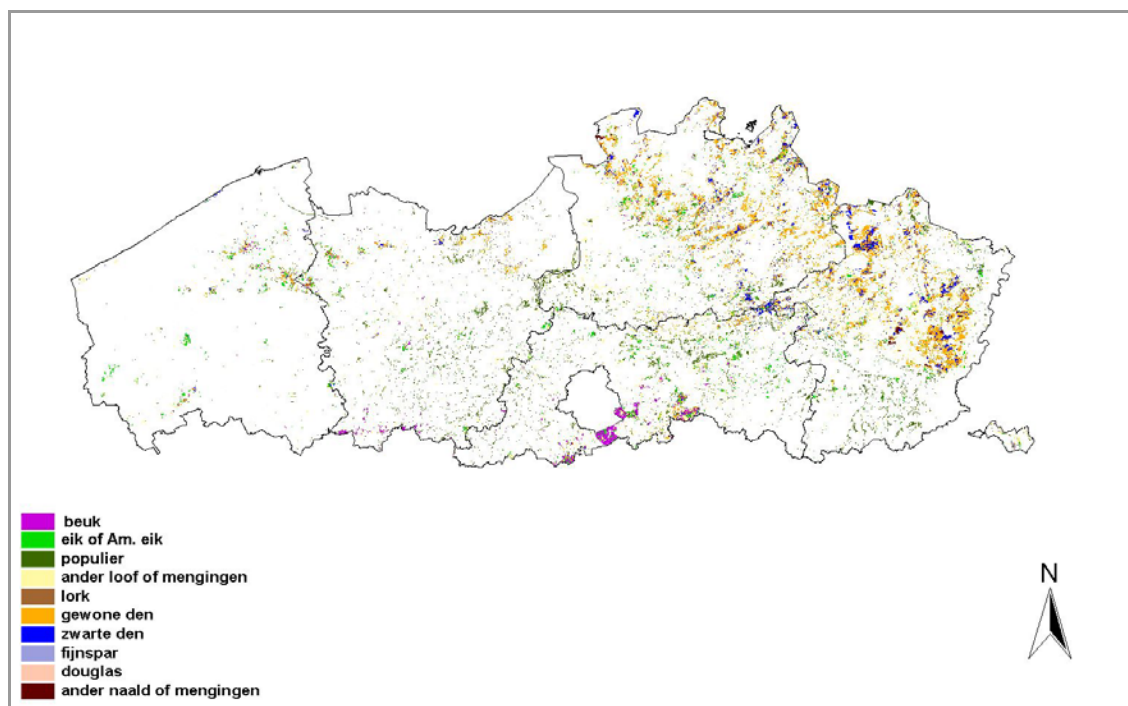 beuk
eik of Am. eik
populier
ander loof of mengingen
lork
gewone den
zwarte den
fijnspar
douglas
ander naald of mengingen
N